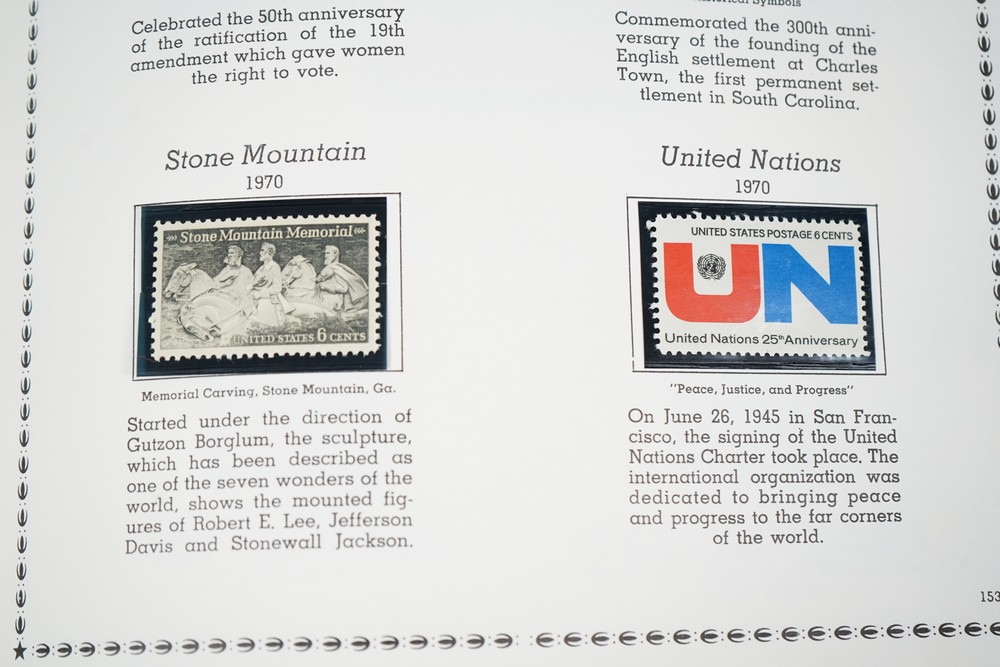 Celebrated the 50th anniversary
of the ratification of the 19th
amendment which gave women
the right to vote.
Historical Symbols
Commemorated the 300th anni-
versary of the founding of the
English settlement at Charles
Town, the first permanent set-
tlement in South Carolina.
Stone Mountain
1970
Stone Mountain Memorial
UNITED STATES 6 CENTS
Memorial Carving, Stone Mountain, Ga.
Started under the direction of
Gutzon Borglum, the sculpture,
which has been described as
one of the seven wonders of the
world, shows the mounted fig-
ures of Robert E. Lee, Jefferson
Davis and Stonewall Jackson.
United Nations
1970
UNITED STATES POSTAGE 6 CENTS
UN
United Nations 25th Anniversary
"Peace, Justice, and Progress"
On June 26, 1945 in San Fran-
cisco, the signing of the United
Nations Charter took place. The
international organization was
dedicated to bringing peace
and progress to the far corners
of the world.
153